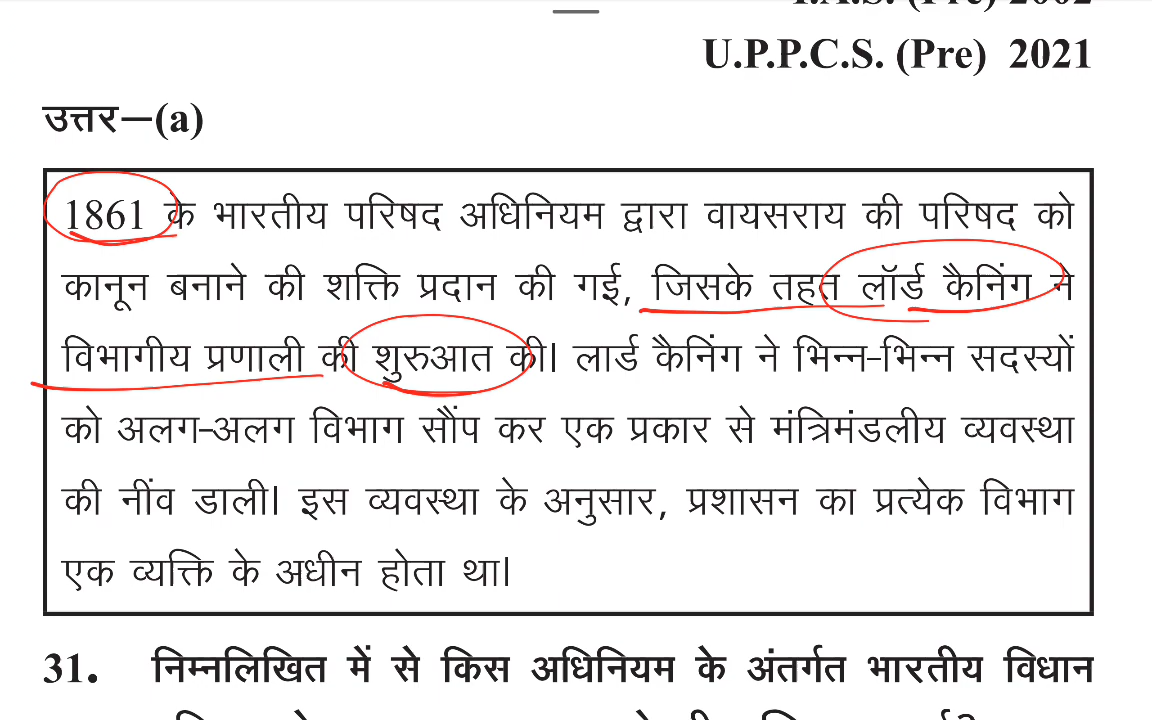 U.P.P.C.S. (Pre) 2021
उत्तर–(a)
1861 के भारतीय परिषद अधिनियम द्वारा वायसराय की परिषद को
कानून बनाने की शक्ति प्रदान की गई, जिसके तहत लॉर्ड कैनिंग ने
विभागीय प्रणाली की शुरुआत की। लार्ड कैनिंग ने भिन्न-भिन्न सदस्यों
को अलग-अलग विभाग सौंप कर एक प्रकार से मंत्रिमंडलीय व्यवस्था
की नींव डाली। इस व्यवस्था के अनुसार, प्रशासन का प्रत्येक विभाग
एक व्यक्ति के अधीन होता था।
31. निम्नलिखित में से किस अधिनियम के अंतर्गत भारतीय विधान